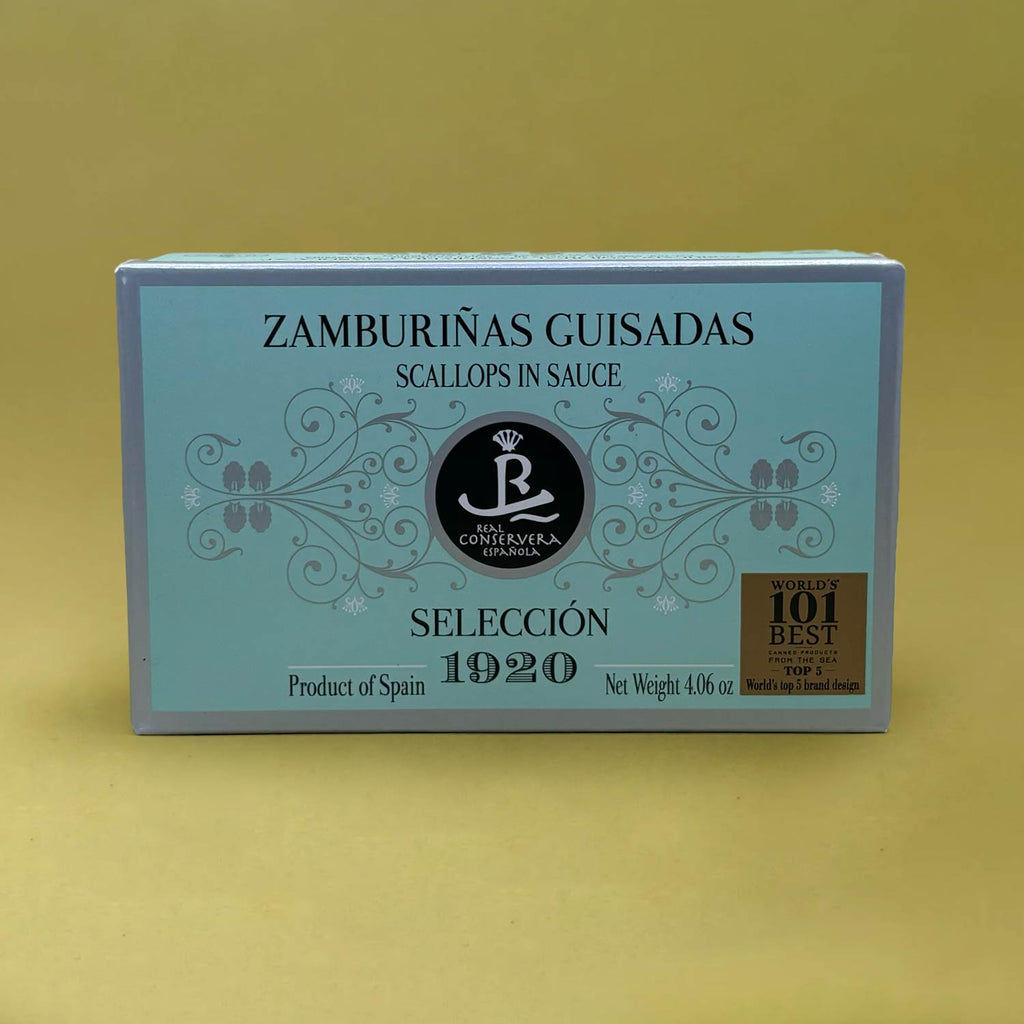 ZAMBURIÑAS GUISADAS
SCALLOPS IN SAUCE
REAL
CONSERVERA
ESPAÑOLA
SELECCIÓN
1920
Product of Spain
Net Weight 4.06 oz
WORLD'S
101
BEST
CANNED PRODUCTS
FROM THE SEA
TOP 5
World's top 5 brand design